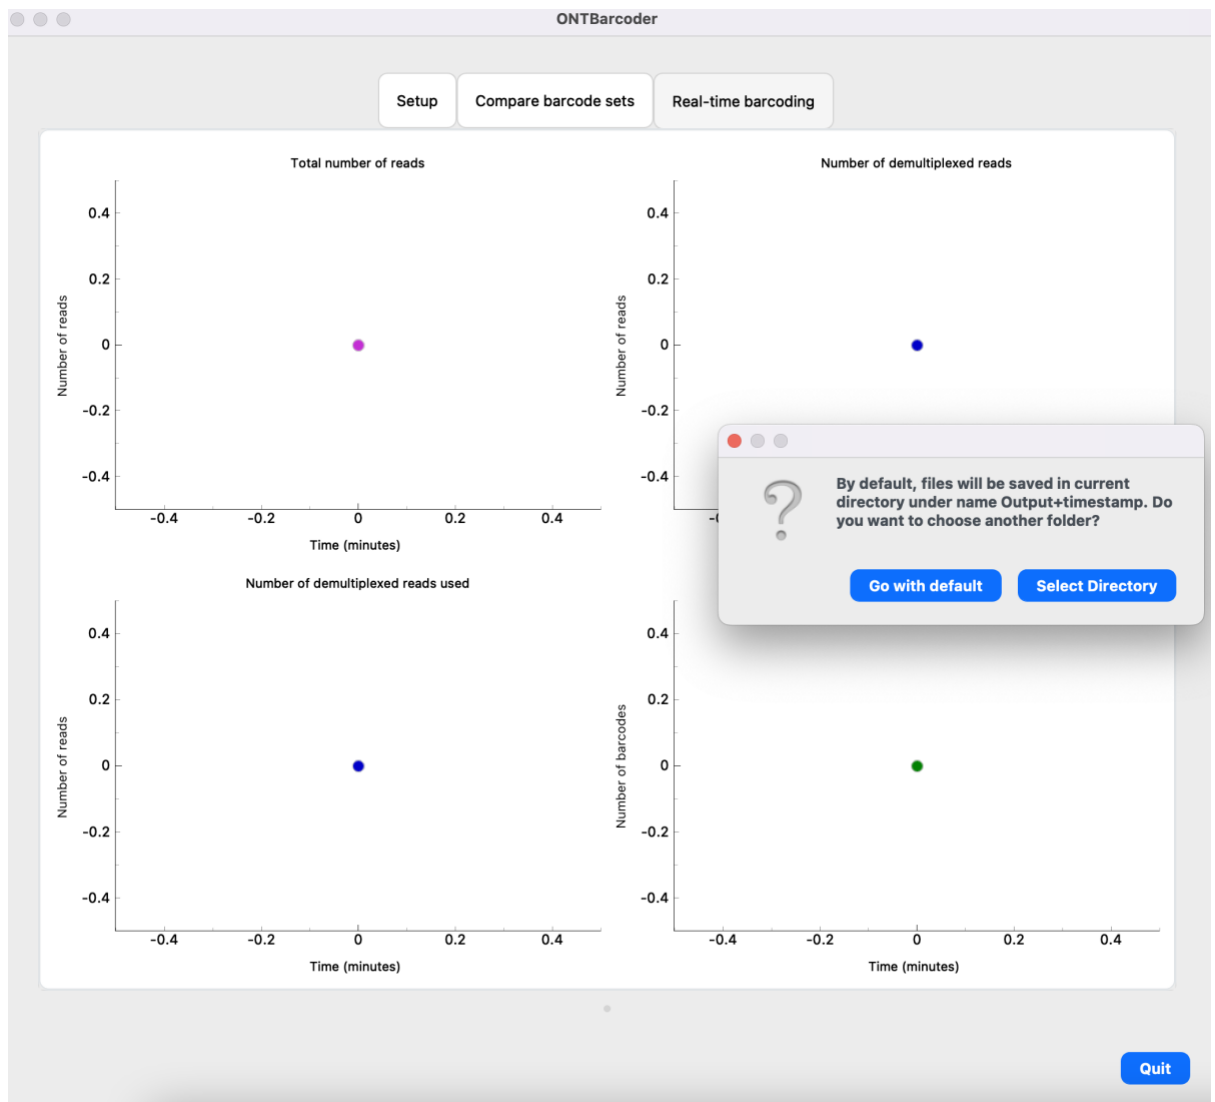 ONTBarcoder
Setup
Compare barcode sets
Real-time barcoding
Total number of reads
Number of reads
0.4
0.2
0
-0.2
-0.4
-0.4
-0.2
0
0.2
0.4
Time (minutes)
Number of demultiplexed reads
Number of reads
0.4
0.2
0
-0.2
-0.4
By default, files will be saved in current
directory under name Output+timestamp. Do
you want to choose another folder?
Go with default
Select Directory
Number of demultiplexed reads used
Number of reads
0.4
0.2
0
-0.2
-0.4
-0.4
-0.2
0
0.2
0.4
Time (minutes)
Number of barcodes
0.4
0.2
0
-0.2
-0.4
-0.4
-0.2
0
0.2
0.4
Time (minutes)
Quit